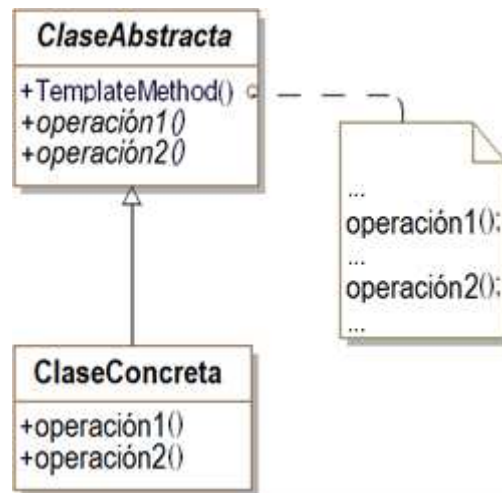 ClaseAbstracta
+TemplateMethod()
+operación1()
+operación2()
...
operación1();
...
operación2();
...
ClaseConcreta
+operación1()
+operación2()